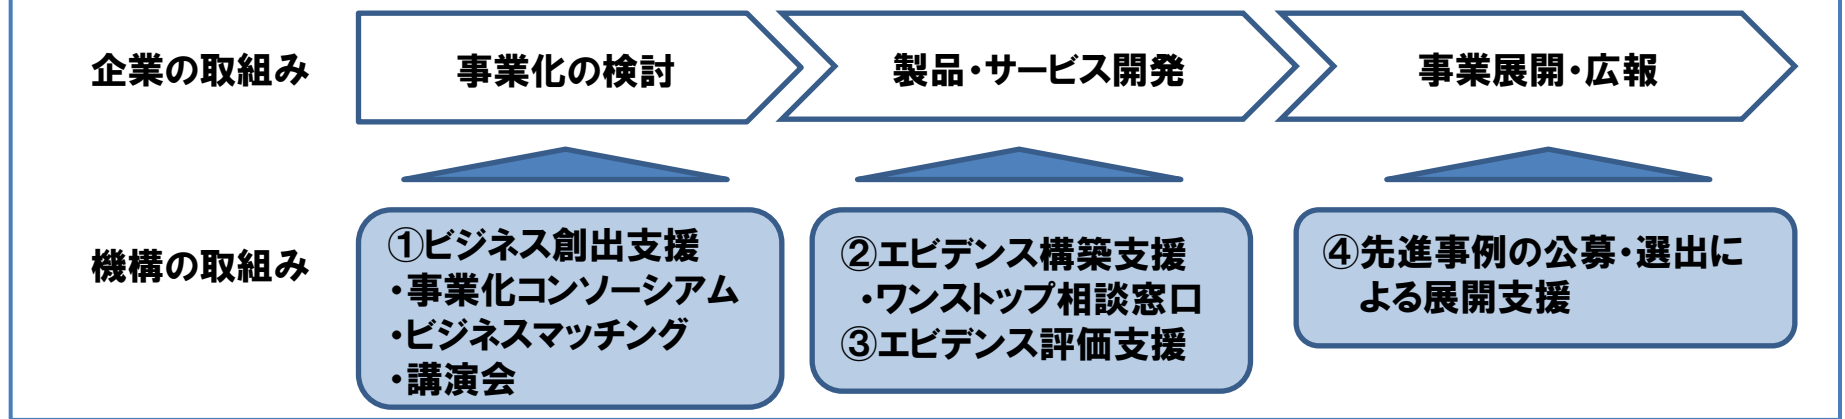 企業の取組み
事業化の検討
製品・サービス開発
事業展開・広報
機構の取組み
①ビジネス創出支援
・事業化コンソーシアム
・ビジネスマッチング
・講演会
②エビデンス構築支援
・ワンストップ相談窓口
③エビデンス評価支援
④先進事例の公募・選出に
よる展開支援